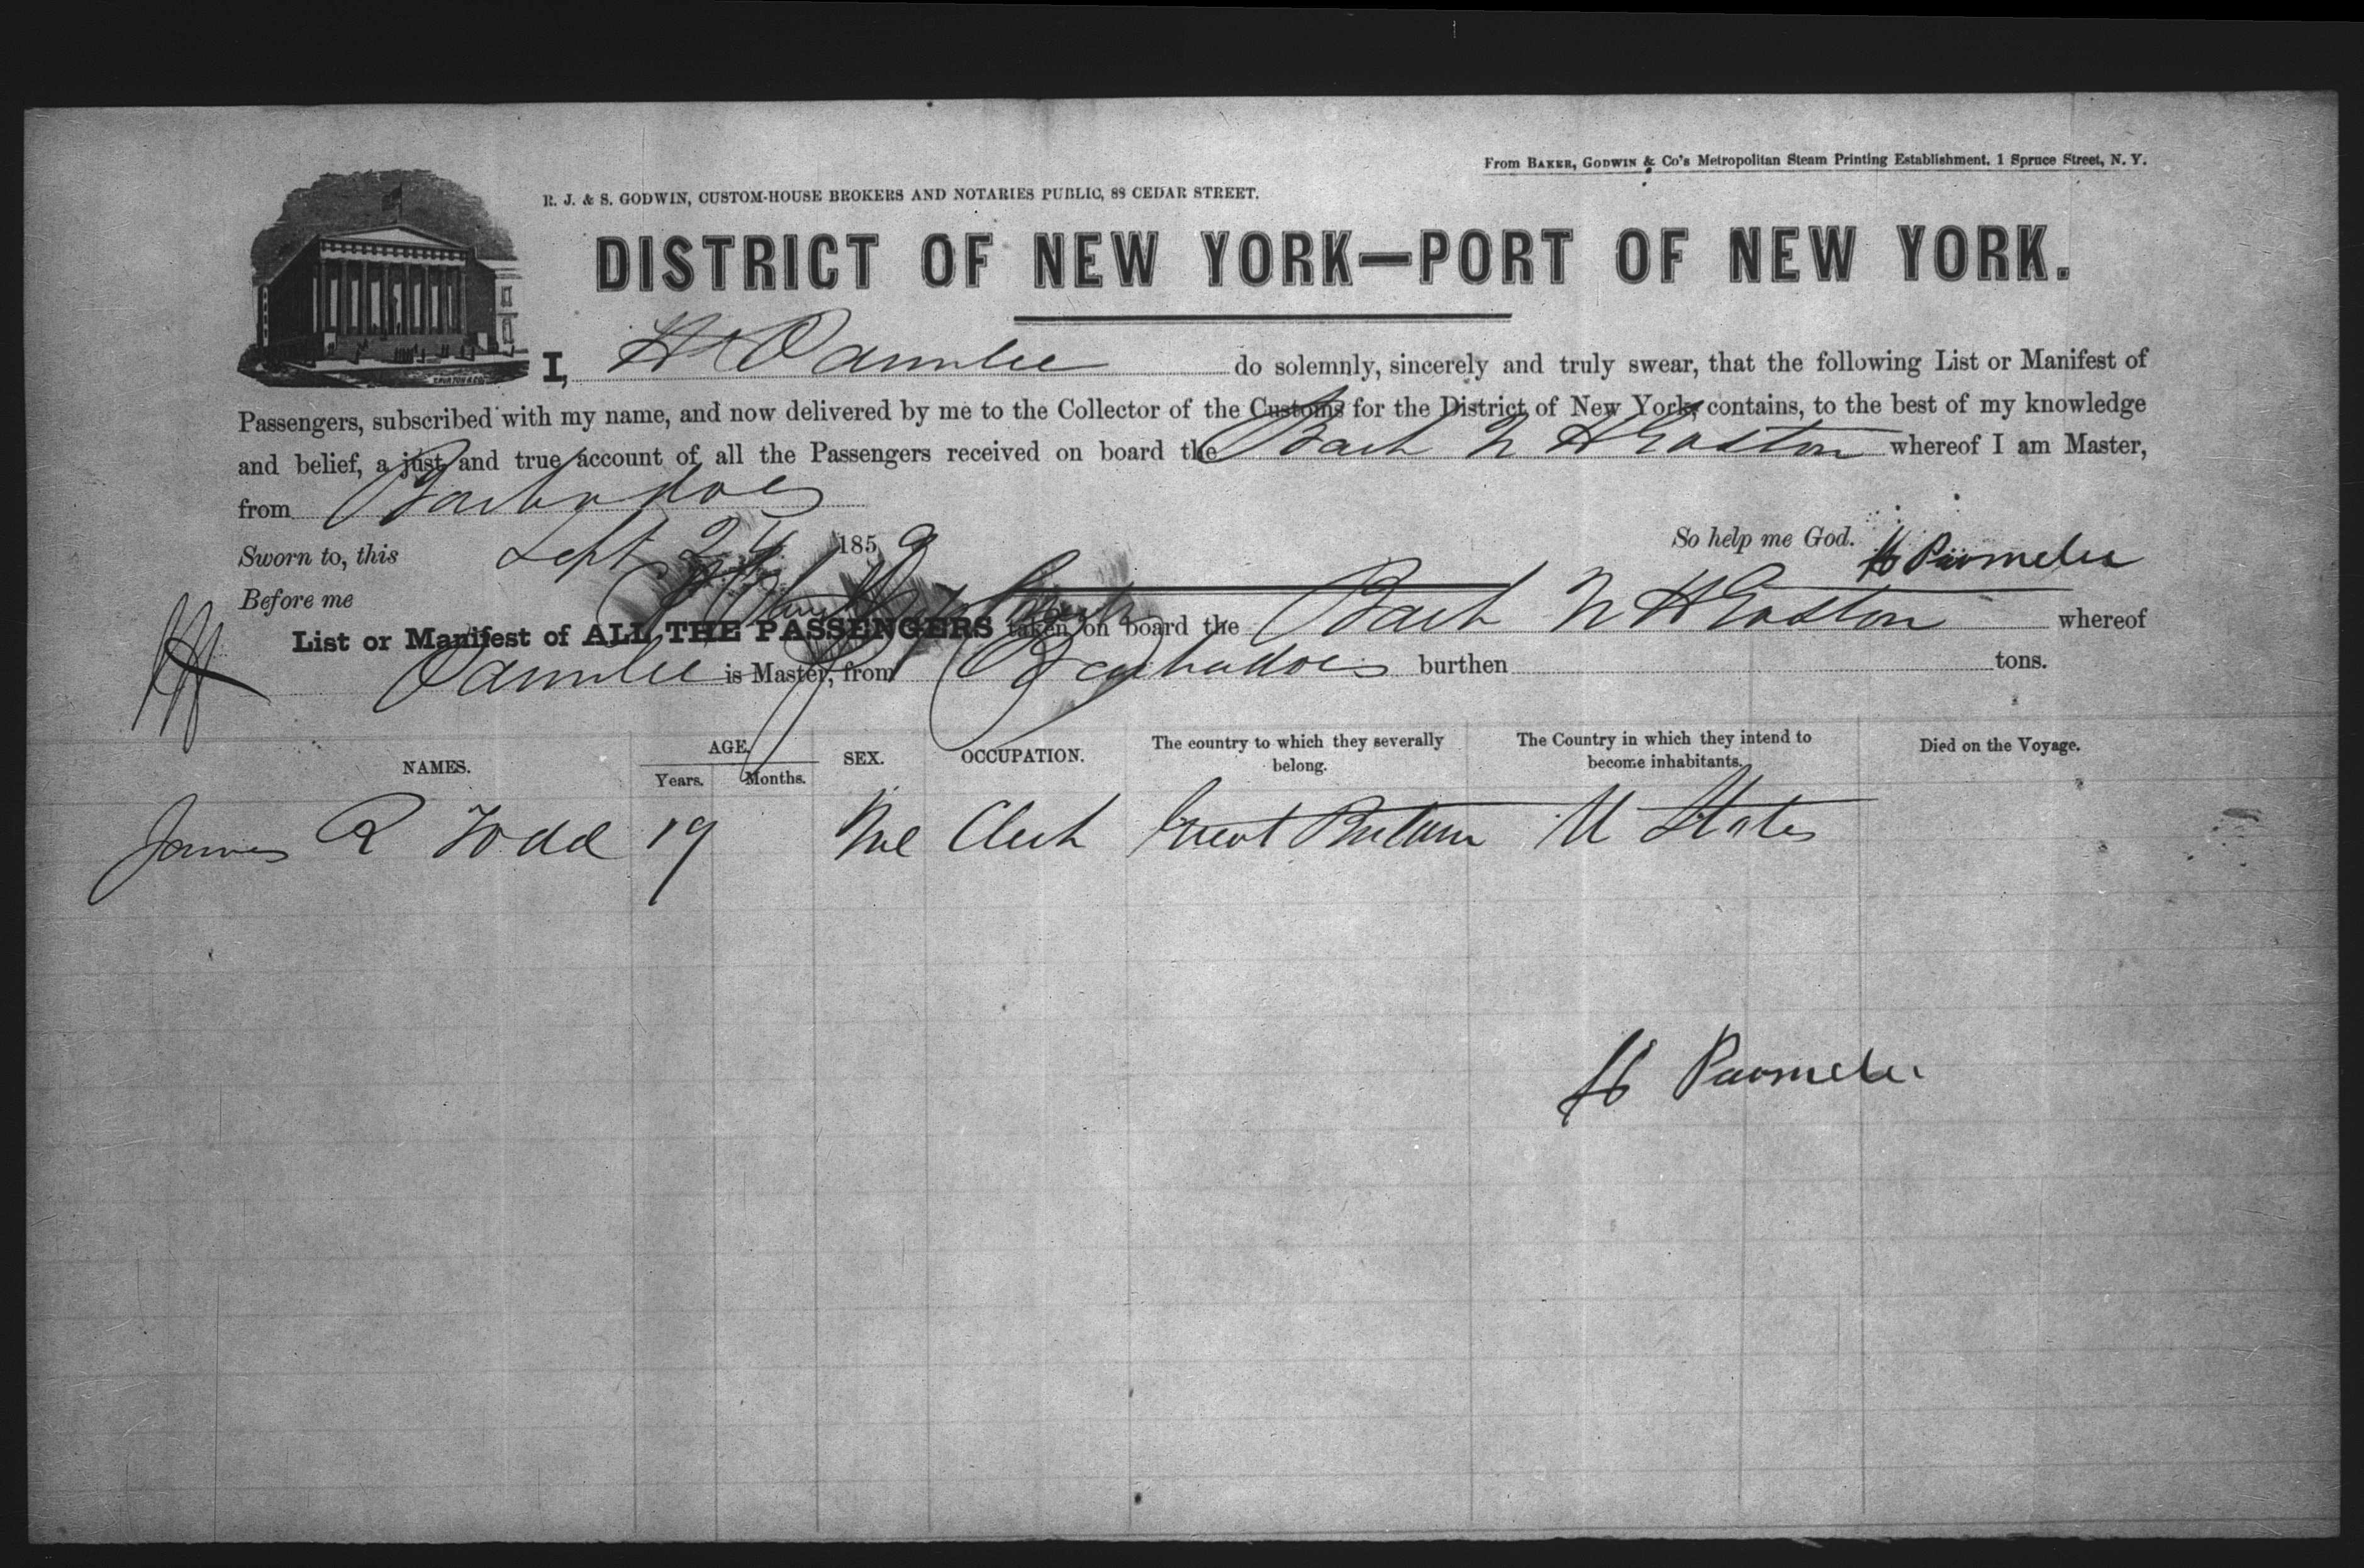 From BAKER, GODWIN & Co's Metropolitan Steam Printing Establishment, 1 Spruce Street, N. Y.
R. J. & S. GODWIN, CUSTOM-HOUSE BROKERS AND NOTARIES PUBLIC, 88 CEDAR STREET.
DISTRICT OF NEW YORK—PORT OF NEW YORK.
I, H Parmlee do solemnly, sincerely and truly swear, that the following List or Manifest of
Passengers, subscribed with my name, and now delivered by me to the Collector of the Customs for the District of New York, contains, to the best of my knowledge
and belief, a just and true account of all the Passengers received on board the Bark N H Gaston whereof I am Master,
from Barbadoes
So help me God. H Parmelee
Sworn to, this Sept 24 1859
Before me
List or Manifest of ALL THE PASSENGERS taken on board the Bark N H Gaston whereof
Parmlee is Master, from Barbadoes burthen tons.
NAMES. AGE. Years. Months. SEX. OCCUPATION. The country to which they severally belong. The Country in which they intend to become inhabitants. Died on the Voyage.
James R Todd 19 Mle Clerk Great Britain U States
H Parmelee